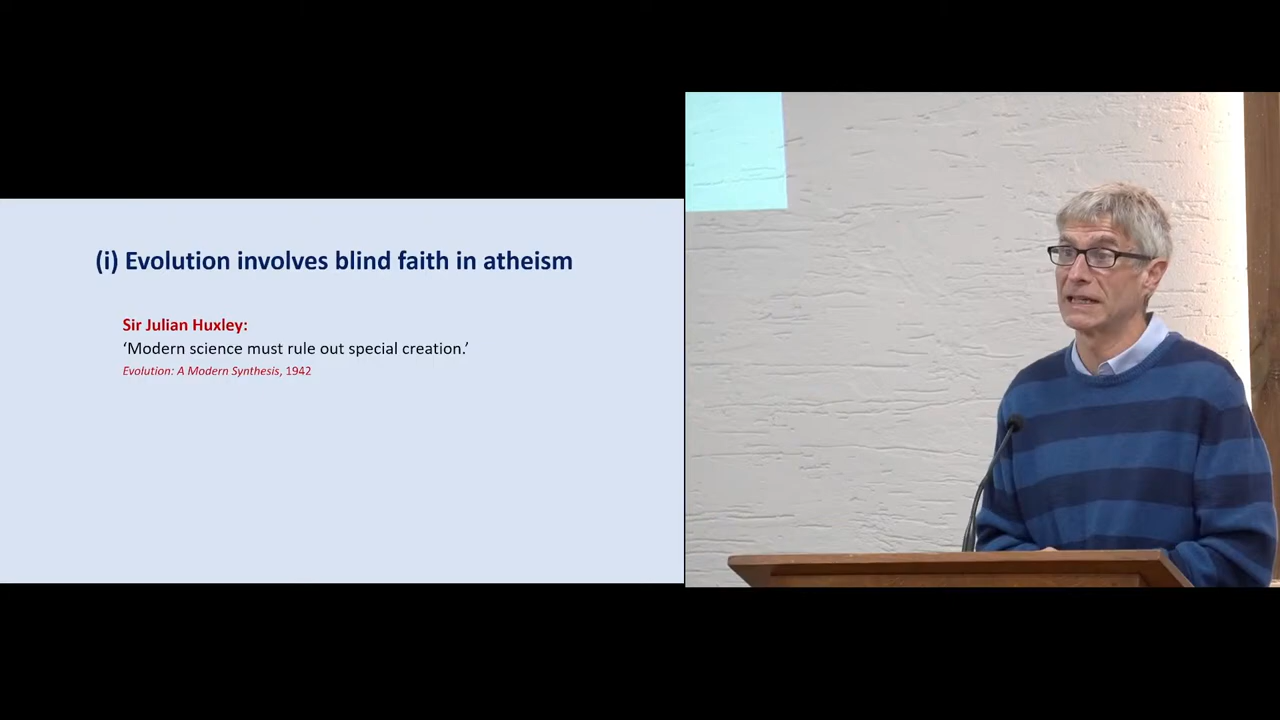 (i) Evolution involves blind faith in atheism
Sir Julian Huxley:
‘Modern science must rule out special creation.’
Evolution: A Modern Synthesis, 1942